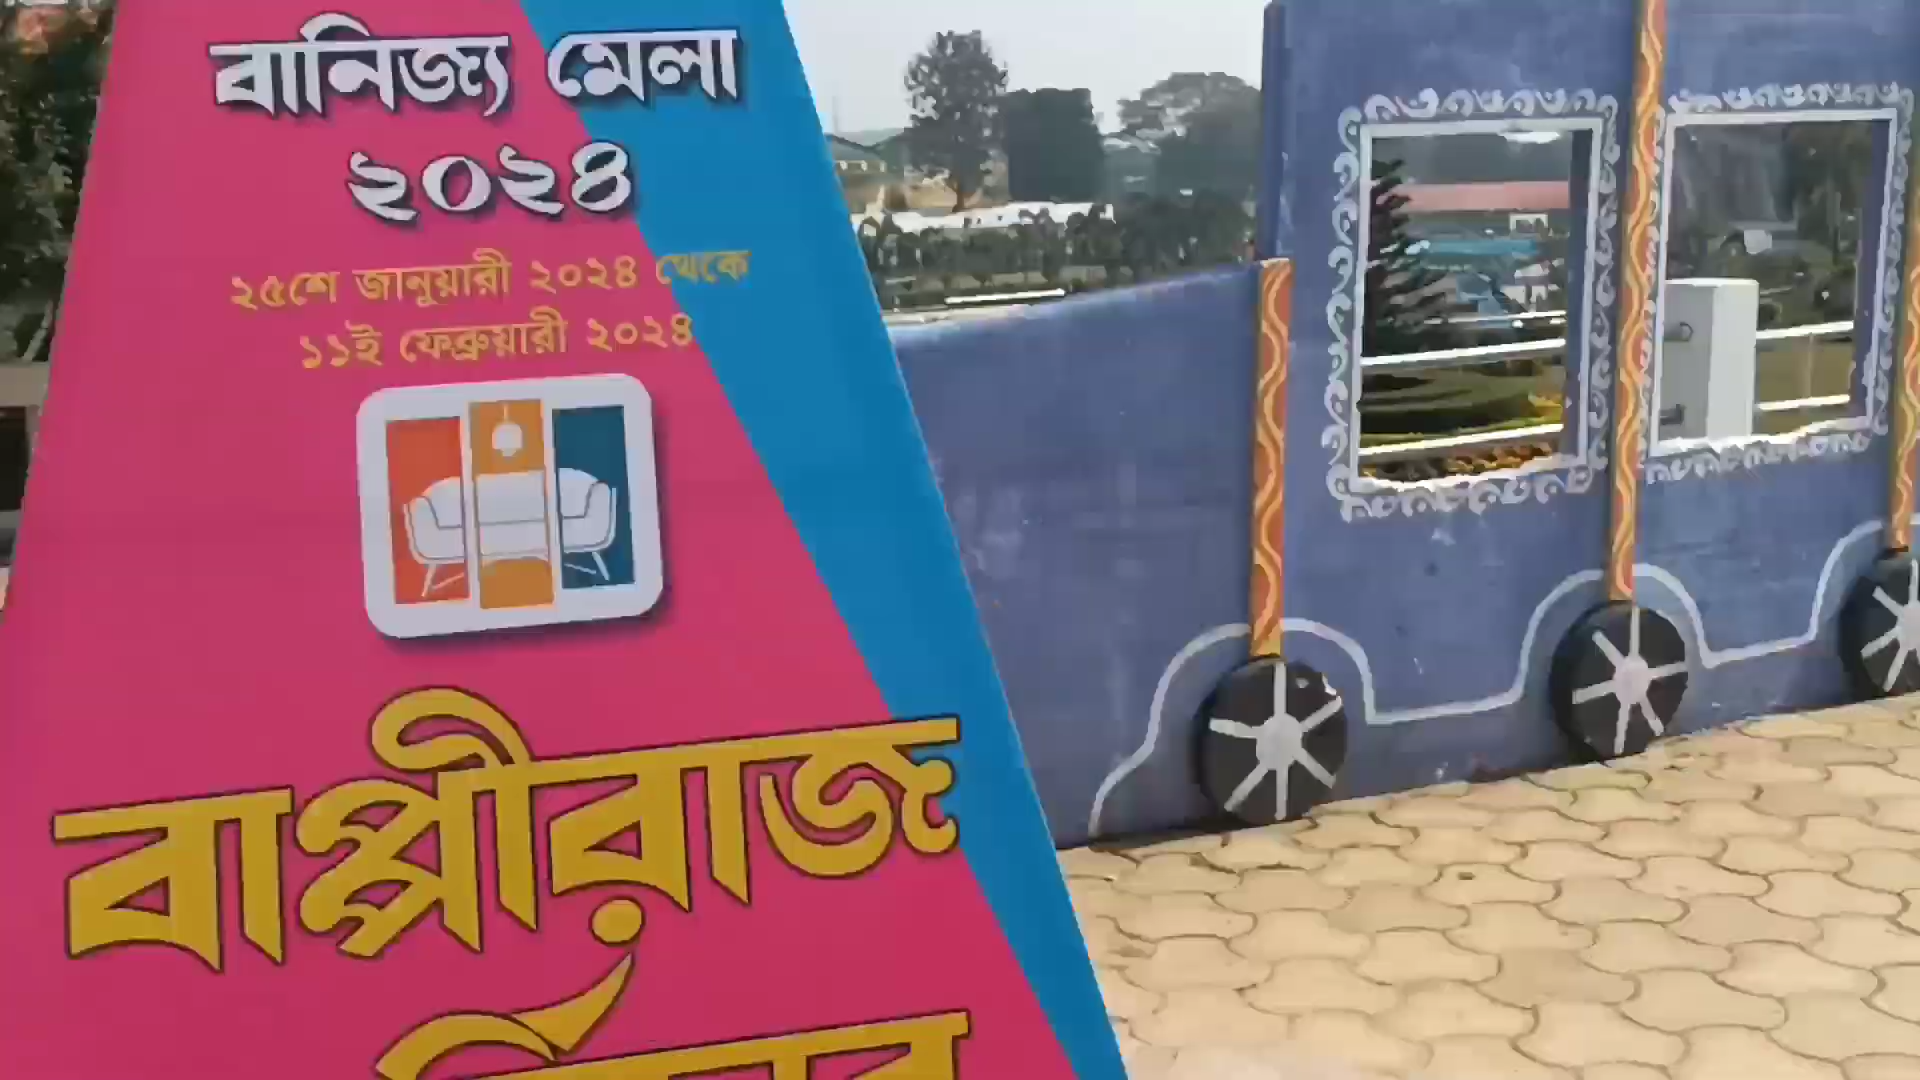 বানিজ্য মেলা
২০২৪
২৫শে জানুয়ারী ২০২৪ থেকে
১১ই ফেব্রুয়ারী ২০২৪
বাপ্পীরাজ